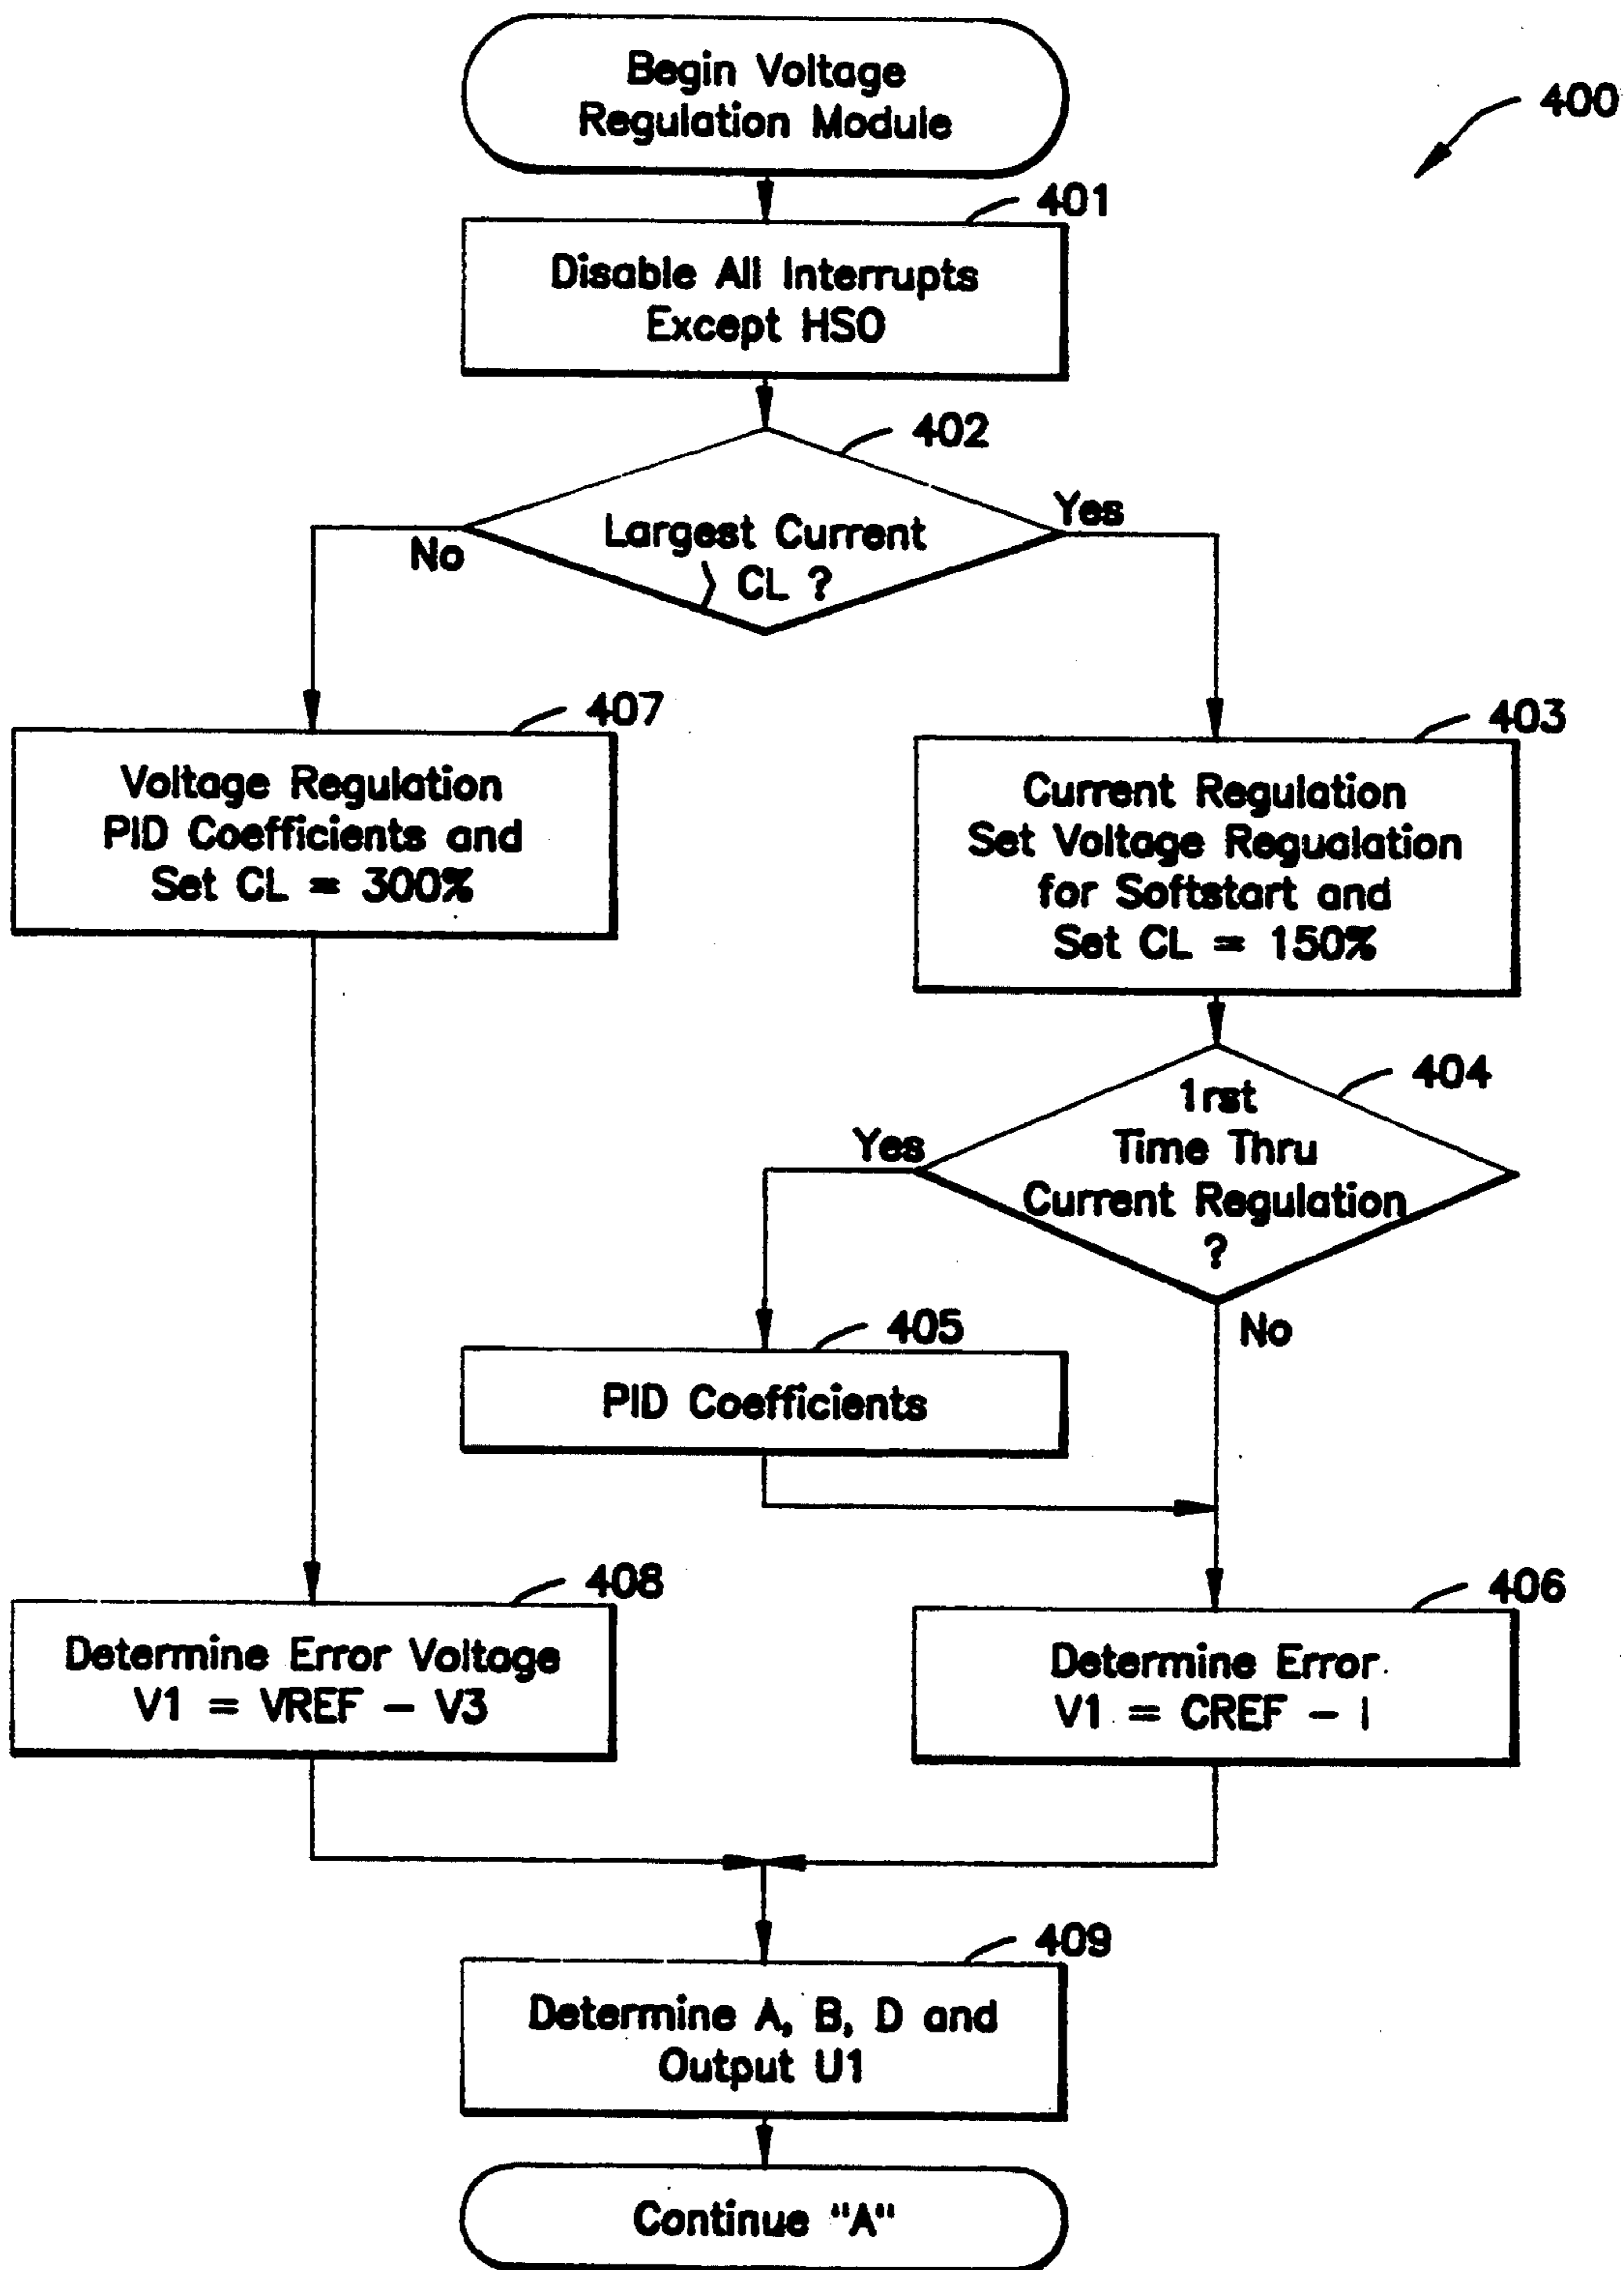 Begin Voltage
Regulation Module
400
401
Disable All Interrupts
Except HSO
402
Largest Current
> CL ?
Yes
No
407
Voltage Regulation
PID Coefficients and
Set CL = 300%
403
Current Regulation
Set Voltage Regualation
for Softstart and
Set CL = 150%
404
1rst
Time Thru
Current Regulation
?
Yes
No
405
PID Coefficients
408
Determine Error Voltage
V1 = VREF - V3
406
Determine Error
V1 = CREF - I
409
Determine A, B, D and
Output U1
Continue "A"